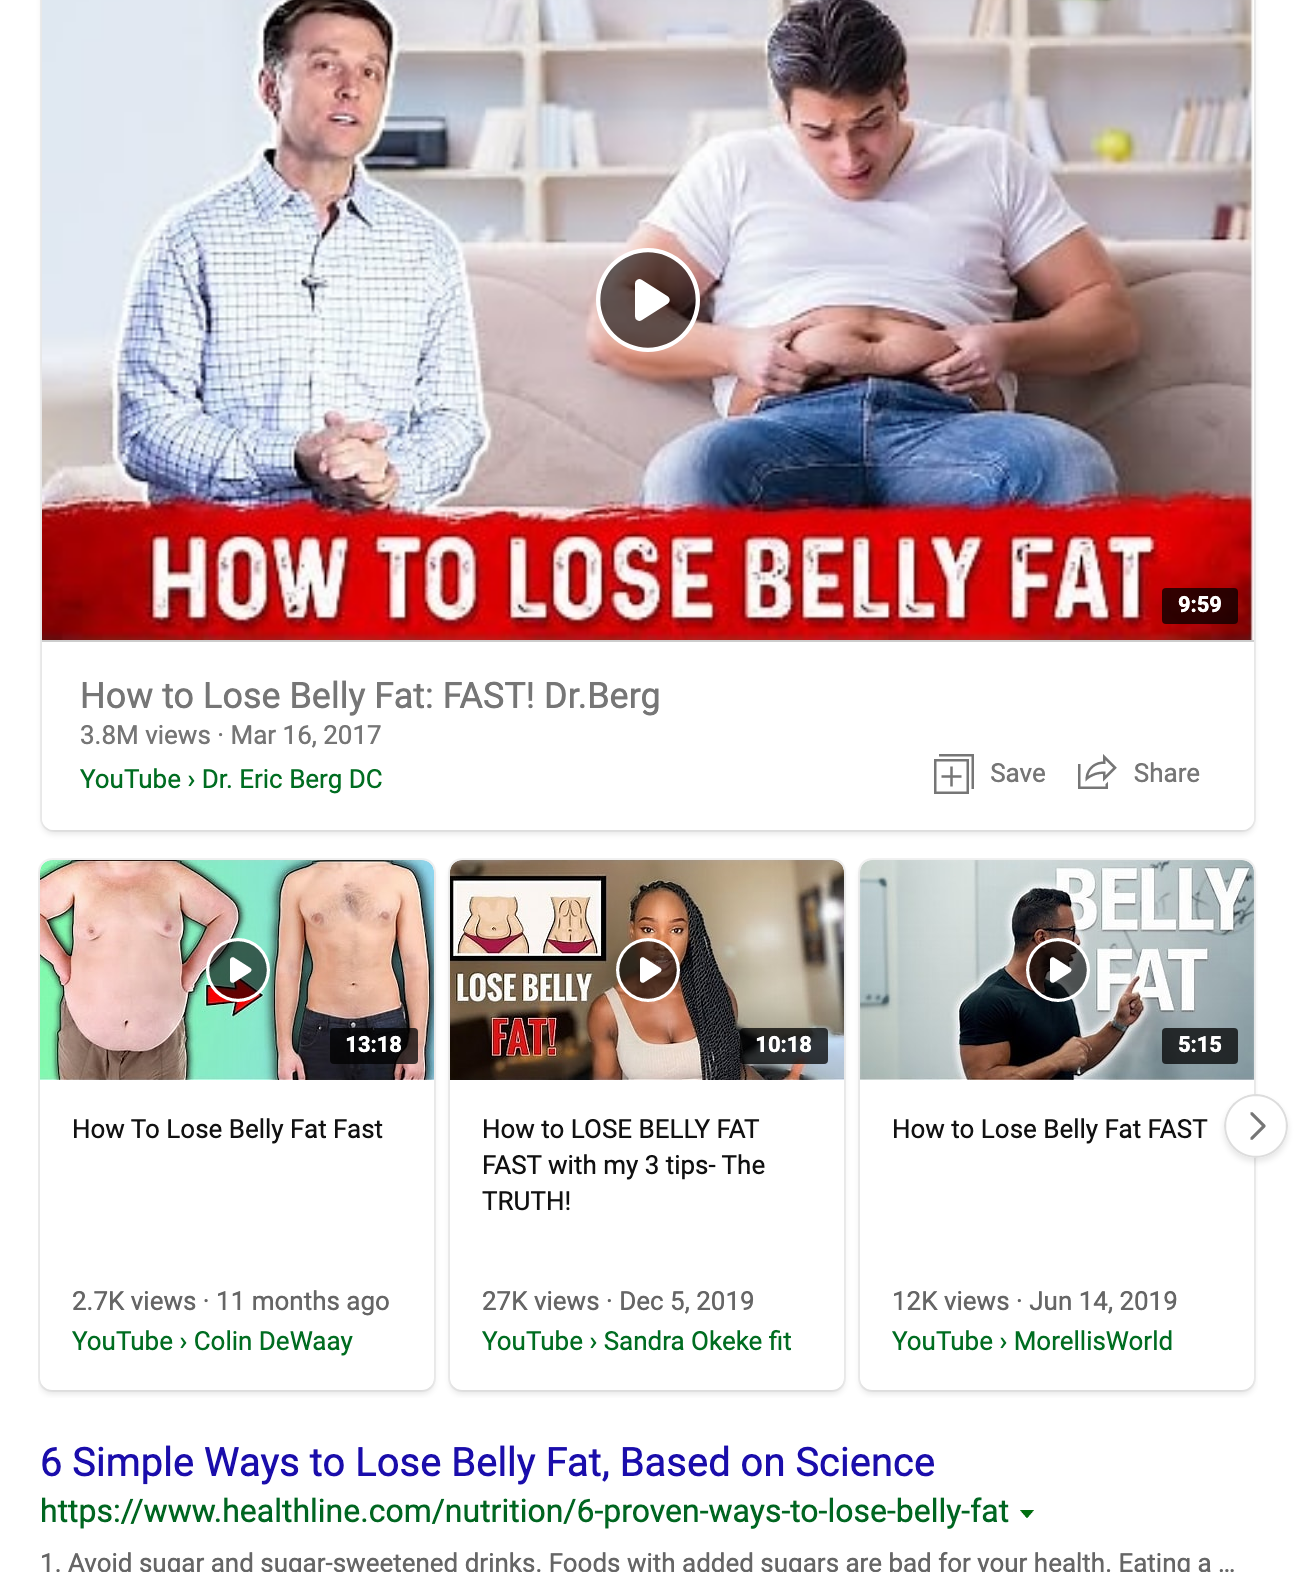 HOW TO LOSE BELLY FAT
9:59
How to Lose Belly Fat: FAST! Dr.Berg
3.8M views · Mar 16, 2017
YouTube › Dr. Eric Berg DC
Save
Share
13:18
LOSE BELLY
FAT!
10:18
BELLY
FAT
5:15
How To Lose Belly Fat Fast
2.7K views · 11 months ago
YouTube › Colin DeWaay
How to LOSE BELLY FAT
FAST with my 3 tips- The
TRUTH!
27K views · Dec 5, 2019
YouTube › Sandra Okeke fit
How to Lose Belly Fat FAST
12K views · Jun 14, 2019
YouTube › MorellisWorld
6 Simple Ways to Lose Belly Fat, Based on Science
https://www.healthline.com/nutrition/6-proven-ways-to-lose-belly-fat
1. Avoid sugar and sugar-sweetened drinks. Foods with added sugars are bad for your health. Eating a ...